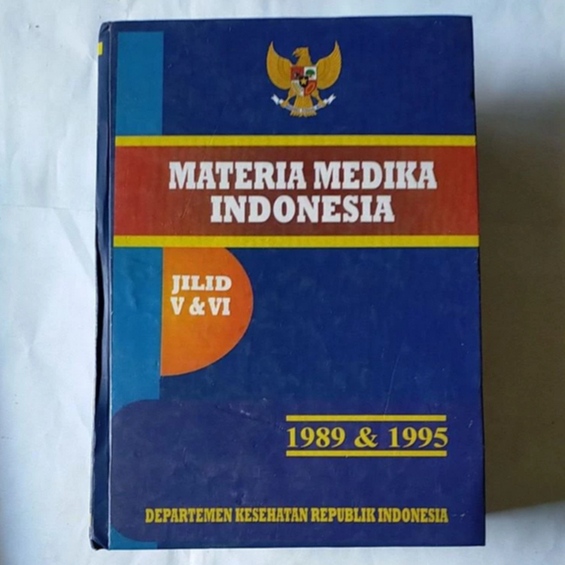 MATERIA MEDIKA
INDONESIA
JILID
V & VI
1989 & 1995
DEPARTEMEN KESEHATAN REPUBLIK INDONESIA